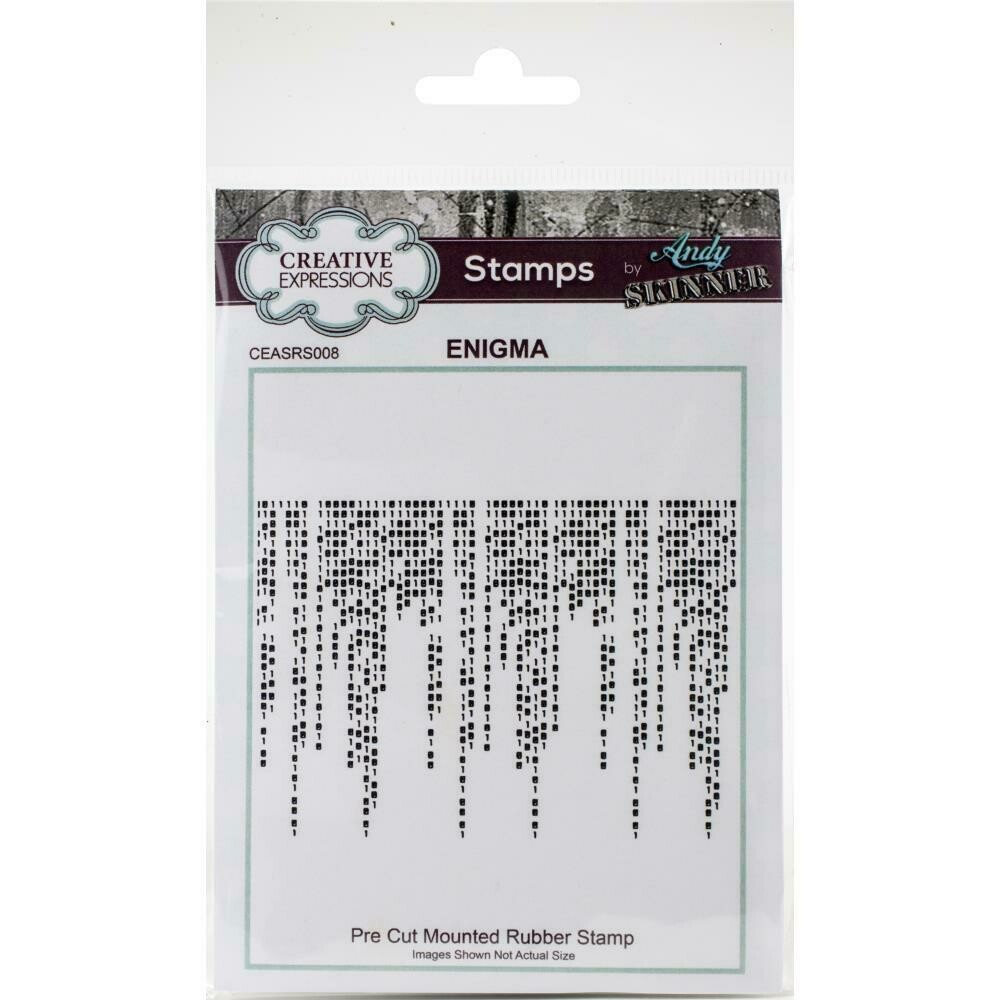 CREATIVE
EXPRESSIONS
Stamps
by
Andy
SKINNER
CEASRS008
ENIGMA
Pre Cut Mounted Rubber Stamp
Images Shown Not Actual Size